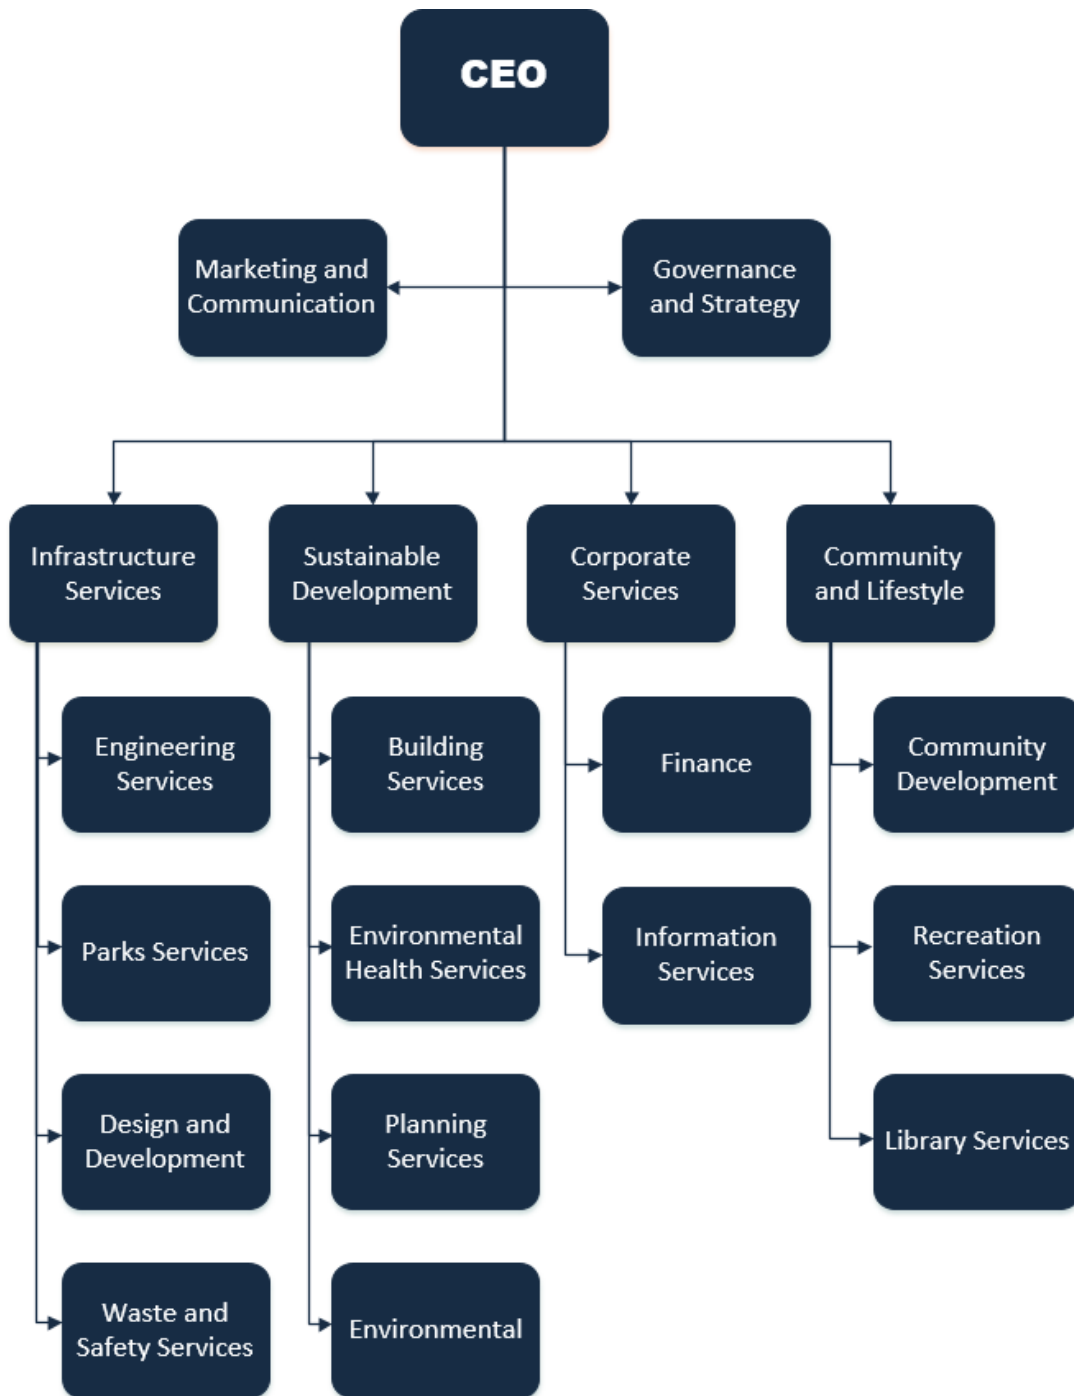 CEO
Marketing and
Communication
Governance
and Strategy
Infrastructure
Services
Sustainable
Development
Corporate
Services
Community
and Lifestyle
Engineering
Services
Building
Services
Finance
Community
Development
Parks Services
Environmental
Health Services
Information
Services
Recreation
Services
Design and
Development
Planning
Services
Library Services
Waste and
Safety Services
Environmental